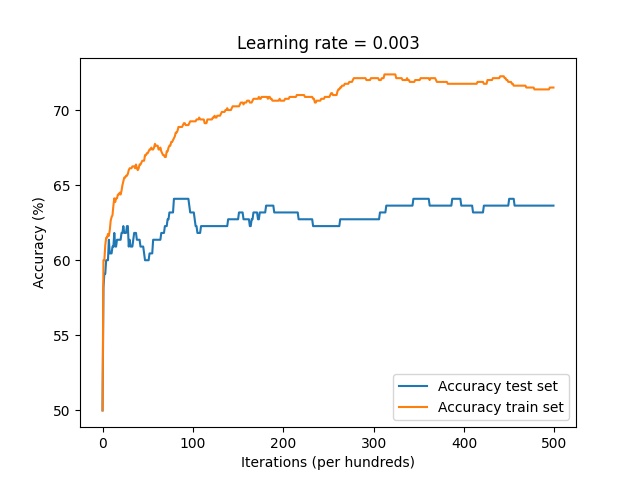 Learning rate = 0.003
Accuracy (%)
70
65
60
55
50
0 100 200 300 400 500
Iterations (per hundreds)
Accuracy test set
Accuracy train set